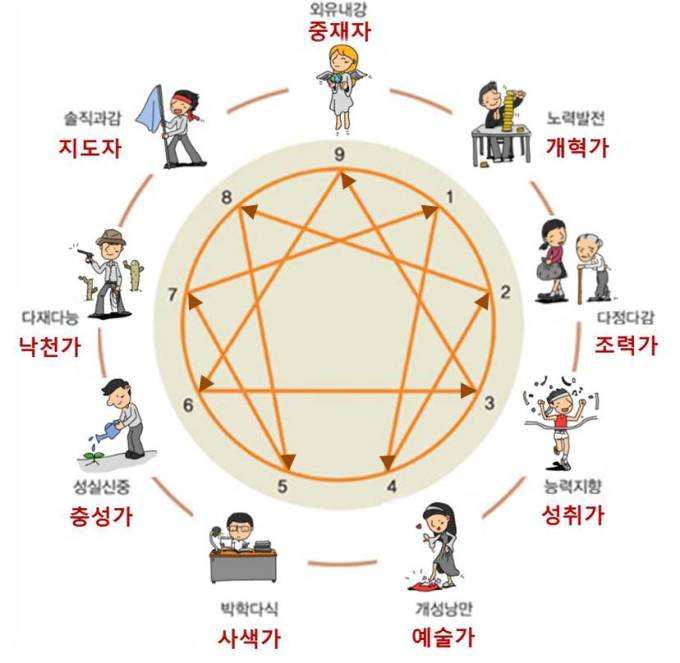 외유내강
중재자
솔직과감
지도자
노력발전
개혁가
9
8
1
7
2
다재다능
낙천가
다정다감
조력가
6
3
5
4
성실신중
충성가
능력지향
성취가
박학다식
사색가
개성낭만
예술가